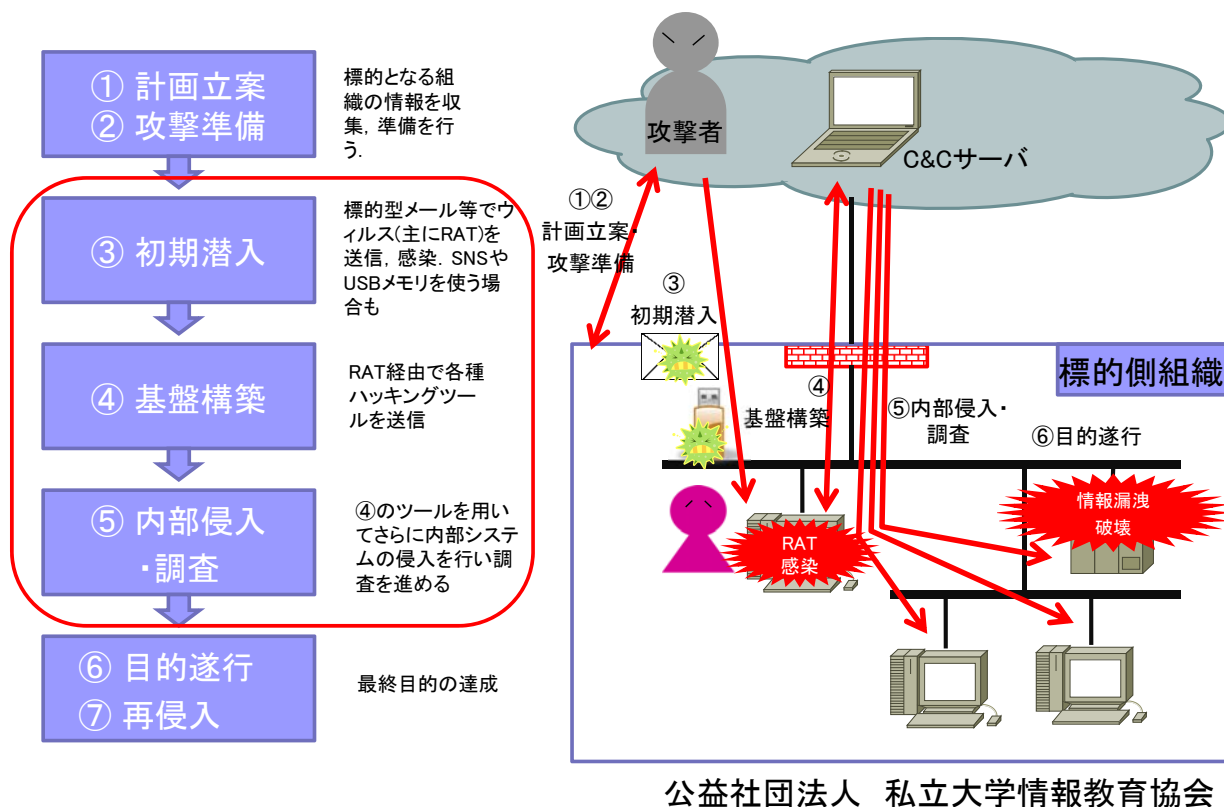 ① 計画立案
② 攻撃準備
標的となる組
織の情報を収
集, 準備を行
う.
③ 初期潜入
標的型メール等でウ
ィルス(主にRAT)を
送信, 感染. SNSや
USBメモリを使う場
合も
④ 基盤構築
RAT経由で各種
ハッキングツー
ルを送信
⑤ 内部侵入
・調査
④のツールを用い
てさらに内部システ
ムの侵入を行い調
査を進める
⑥ 目的遂行
⑦ 再侵入
最終目的の達成
攻撃者
C&Cサーバ
①②
計画立案・
攻撃準備
③
初期潜入
標的側組織
④
基盤構築
⑤内部侵入・
調査
⑥目的遂行
RAT
感染
情報漏洩
破壊
公益社団法人 私立大学情報教育協会